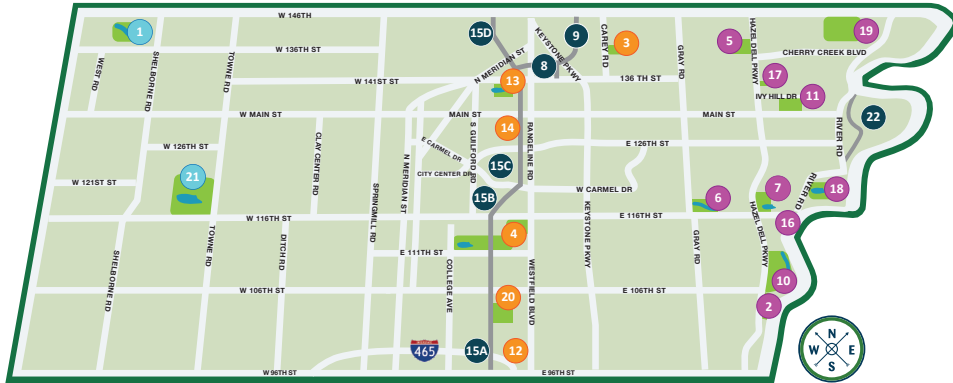 W 146TH
1
15D
9
3
5
19
KEYSTONE PKWY
CAREY RD
GRAY RD
HAZEL DELL PKWY
W 136TH ST
N MERIDIAN ST
CHERRY CREEK BLVD
WEST RD
SHELBORNE RD
TOWNE RD
8
17
W 141ST ST
13
136 TH ST
IVY HILL DR
11
W MAIN ST
MAIN ST
MAIN ST
22
14
RANGELINE RD
S GUILFORD RD
RIVER RD
W 126TH ST
CLAY CENTER RD
N MERIDIAN ST
E CARMEL DR
E 126TH ST
15C
CITY CENTER DR
W 121ST ST
21
SPRINGMILL RD
15B
W CARMEL DR
6
7
RIVER RD
18
W 116TH ST
E 116TH ST
16
TOWNE RD
DITCH RD
4
KEYSTONE PKWY
GRAY RD
HAZEL DELL PKWY
E 111TH ST
SHELBORNE RD
COLLEGE AVE
WESTFIELD BLVD
10
W 106TH ST
20
E 106TH ST
2
INTERSTATE
465
15A
12
N
W E
S
W 96TH ST
E 96TH ST